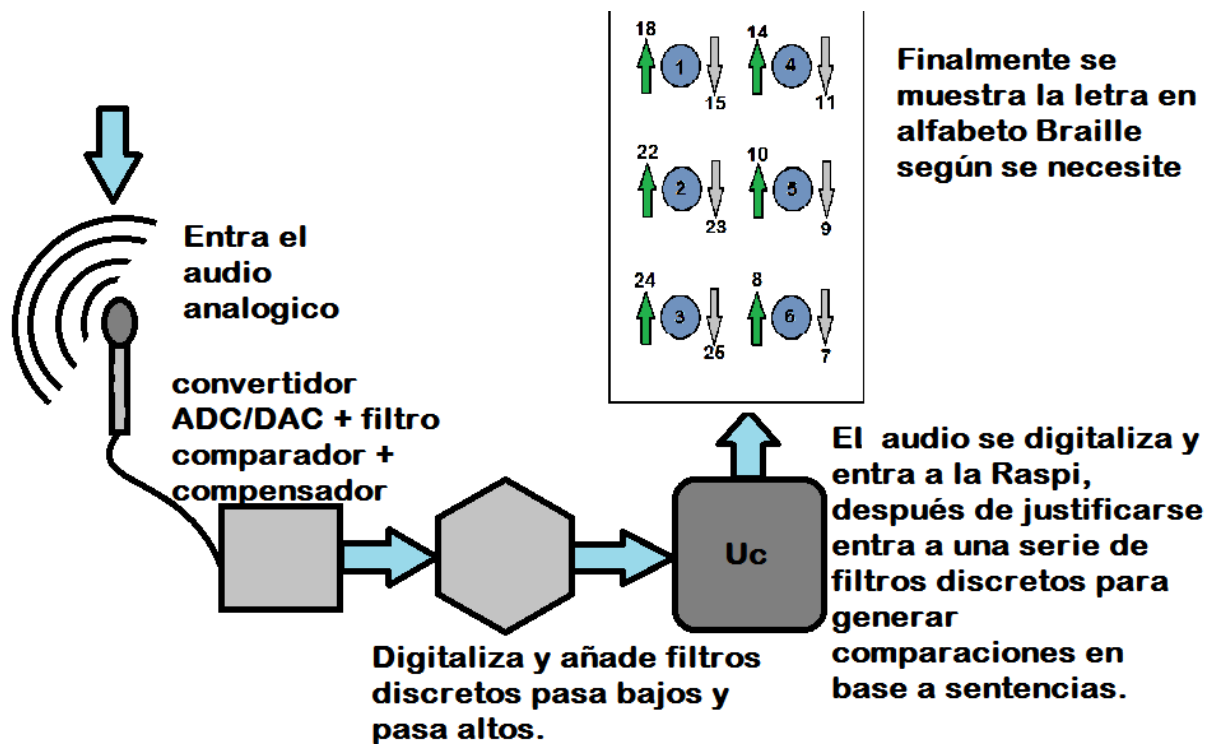 Entra el
audio
analogico
convertidor
ADC/DAC + filtro
comparador +
compensador
Digitaliza y añade filtros
discretos pasa bajos y
pasa altos.
Uc
El audio se digitaliza y
entra a la Raspi,
después de justificarse
entra a una serie de
filtros discretos para
generar
comparaciones en
base a sentencias.
18 14
1 4
15 11
22 10
2 5
23 9
24 8
3 6
25 7
Finalmente se
muestra la letra en
alfabeto Braille
según se necesite